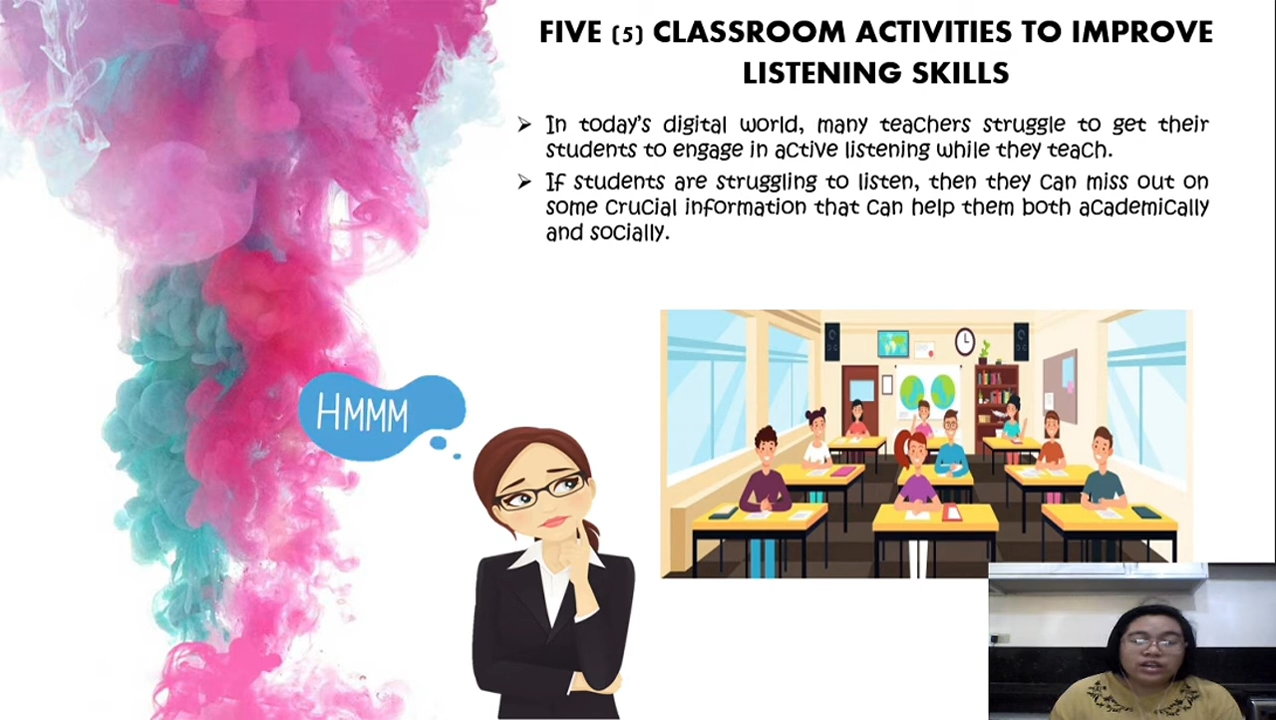 FIVE (5) CLASSROOM ACTIVITIES TO IMPROVE
LISTENING SKILLS
➢ In today's digital world, many teachers struggle to get their
students to engage in active listening while they teach.
➢ If students are struggling to listen, then they can miss out on
some crucial information that can help them both academically
and socially.
HMMM